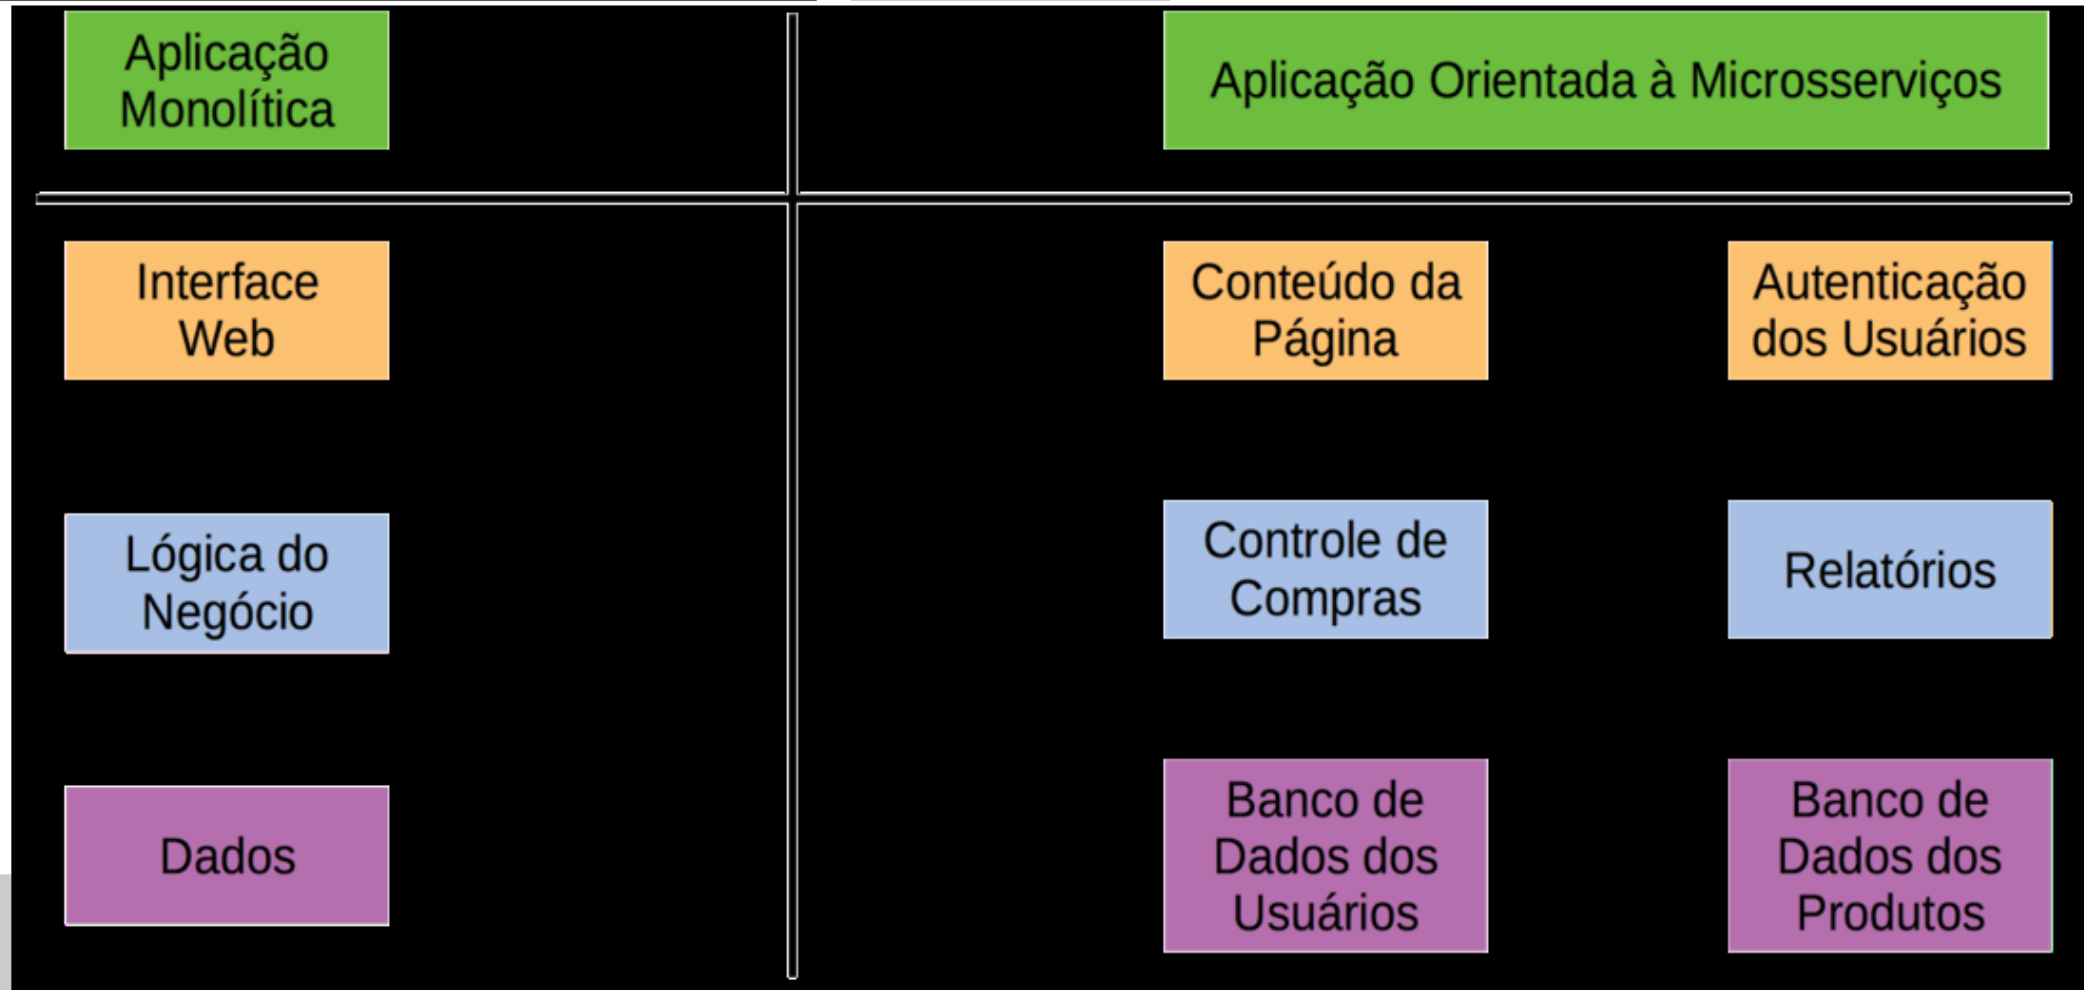 Aplicação
Monolítica
Aplicação Orientada à Microsserviços
Interface
Web
Conteúdo da
Página
Autenticação
dos Usuários
Lógica do
Negócio
Controle de
Compras
Relatórios
Dados
Banco de
Dados dos
Usuários
Banco de
Dados dos
Produtos